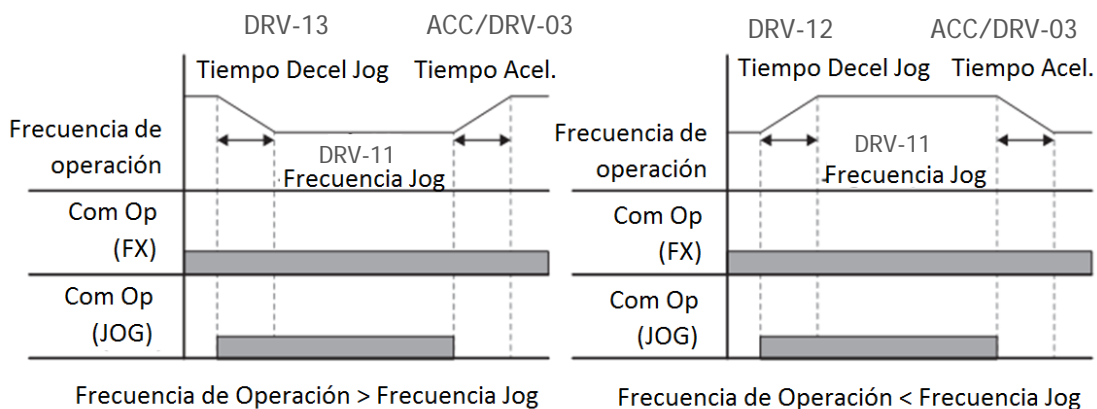 DRV-13 ACC/DRV-03
Tiempo Decel Jog Tiempo Acel.
Frecuencia de
operación
DRV-11
Frecuencia Jog
Com Op
(FX)
Com Op
(JOG)
Frecuencia de Operación > Frecuencia Jog
DRV-12 ACC/DRV-03
Tiempo Decel Jog Tiempo Acel.
Frecuencia de
operación
DRV-11
Frecuencia Jog
Com Op
(FX)
Com Op
(JOG)
Frecuencia de Operación < Frecuencia Jog